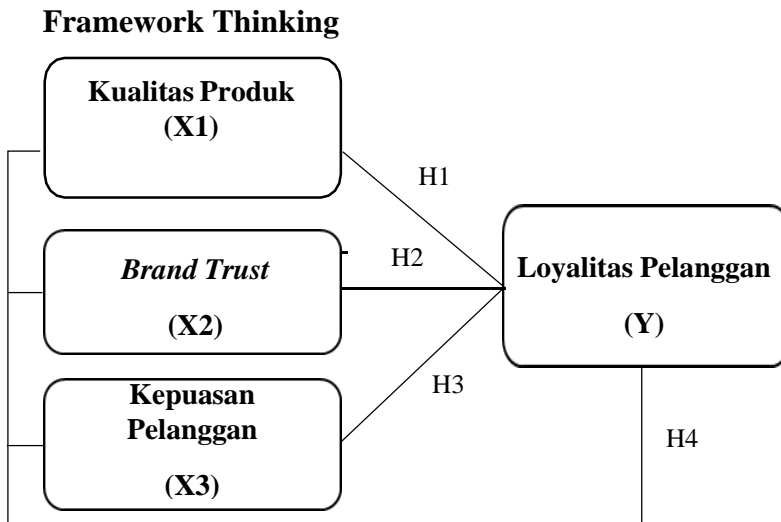 Framework Thinking
Kualitas Produk
(X1)
H1
Brand Trust
(X2)
H2
Loyalitas Pelanggan
(Y)
Kepuasan
Pelanggan
(X3)
H3
H4